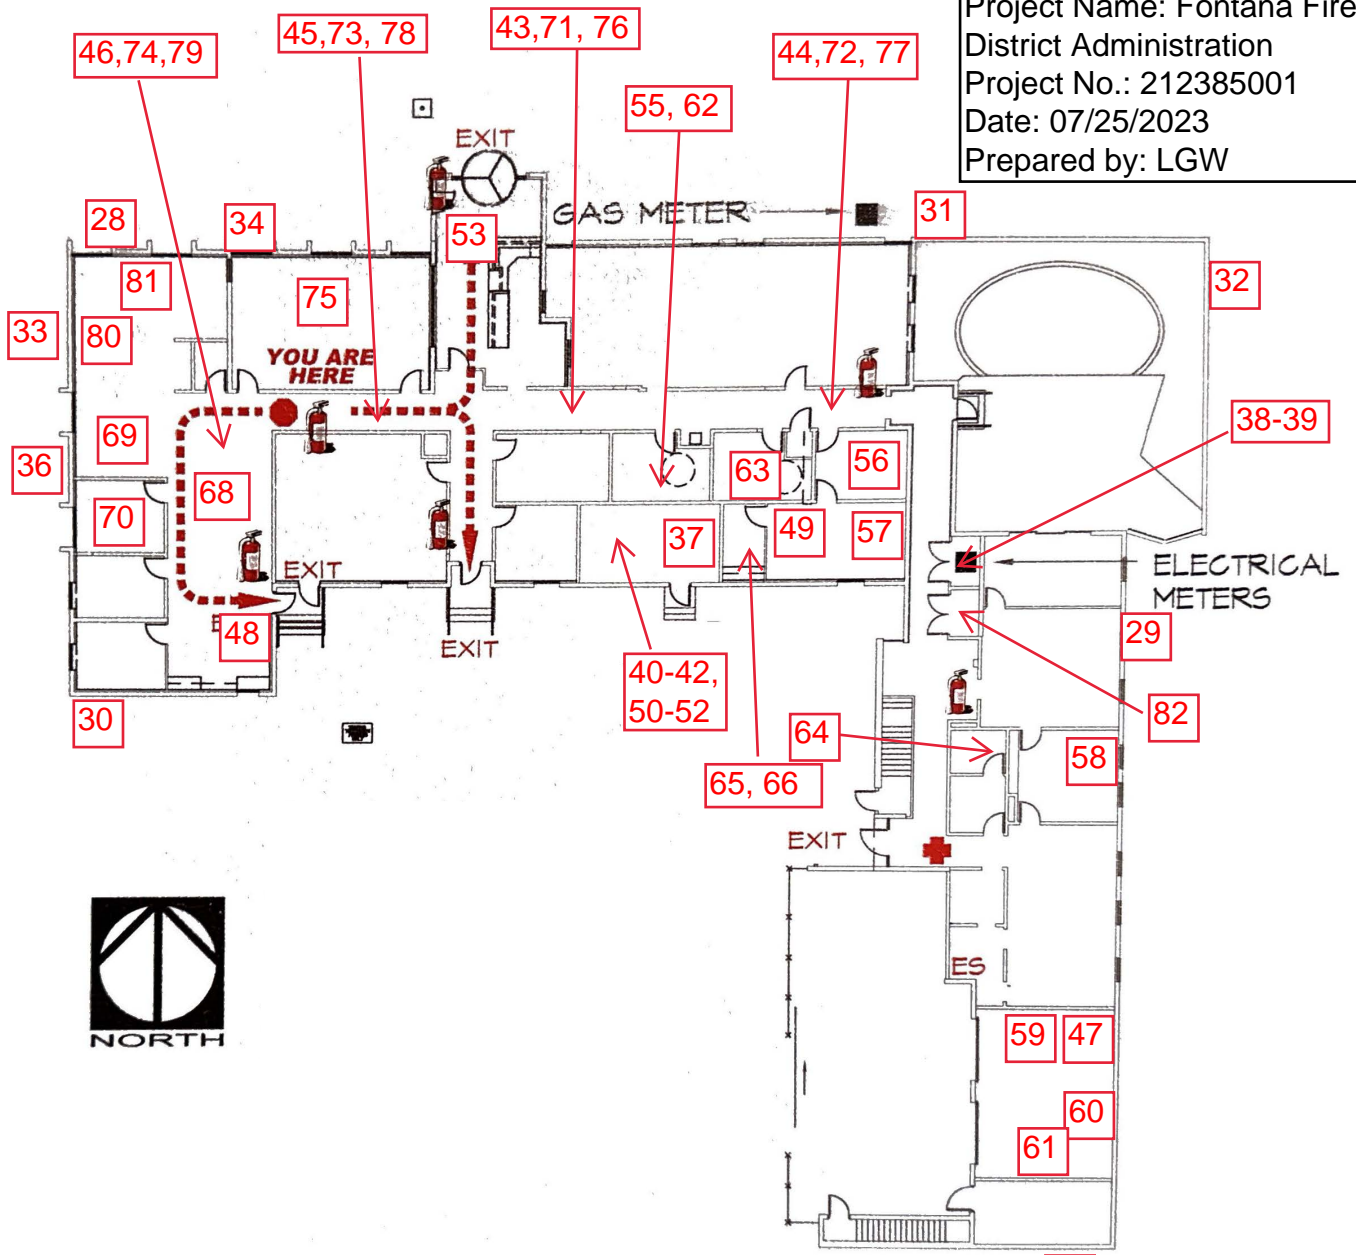 Project Name: Fontana Fire
District Administration
Project No.: 212385001
Date: 07/25/2023
Prepared by: LGW
46,74,79
45,73, 78
43,71, 76
44,72, 77
55, 62
EXIT
GAS METER
28
34
53
31
81
75
32
33
80
YOU ARE
HERE
38-39
69
36
68
63
56
70
37
49
57
EXIT
ELECTRICAL
METERS
48
EXIT
29
40-42,
50-52
30
82
64
58
65, 66
EXIT
ES
NORTH
59
47
60
61